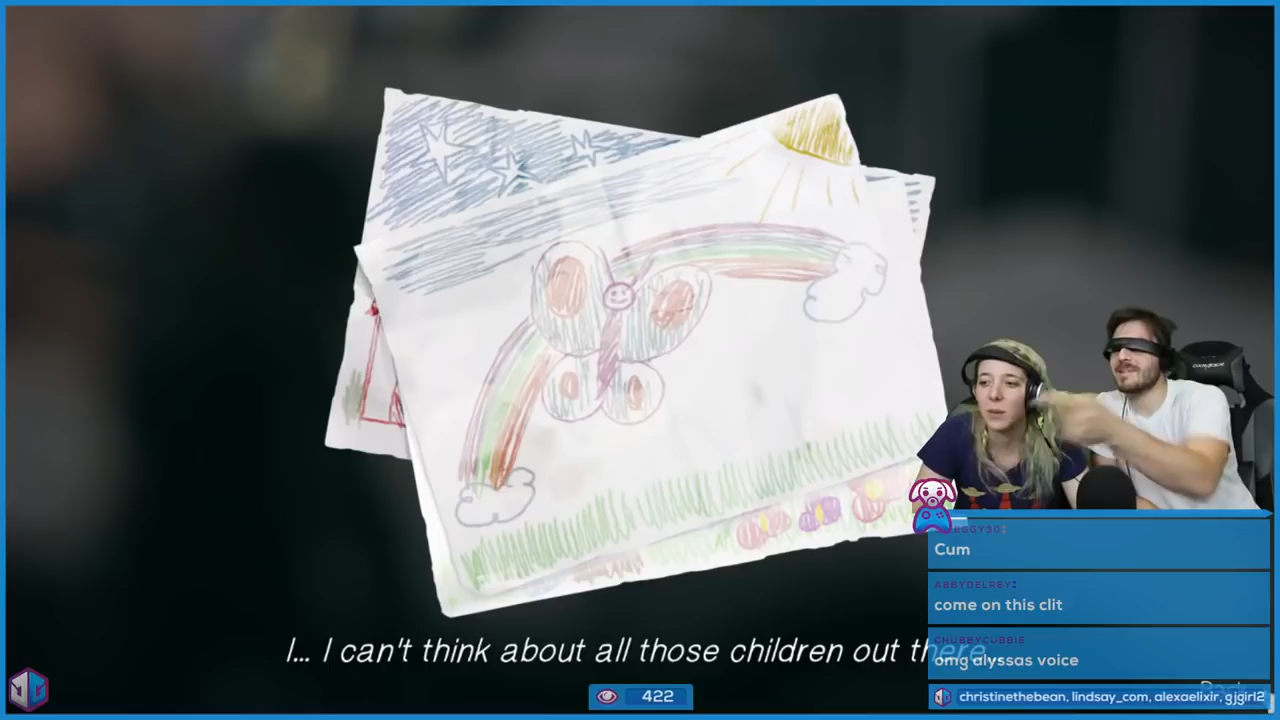 I... I can't think about all those children out there.
422
Cum
ABBYDELREY:
come on this clit
CHUBBYCUBBIE
omg alyssas voice
christinethebean, lindsay_com, alexaelixir, gjgirl2